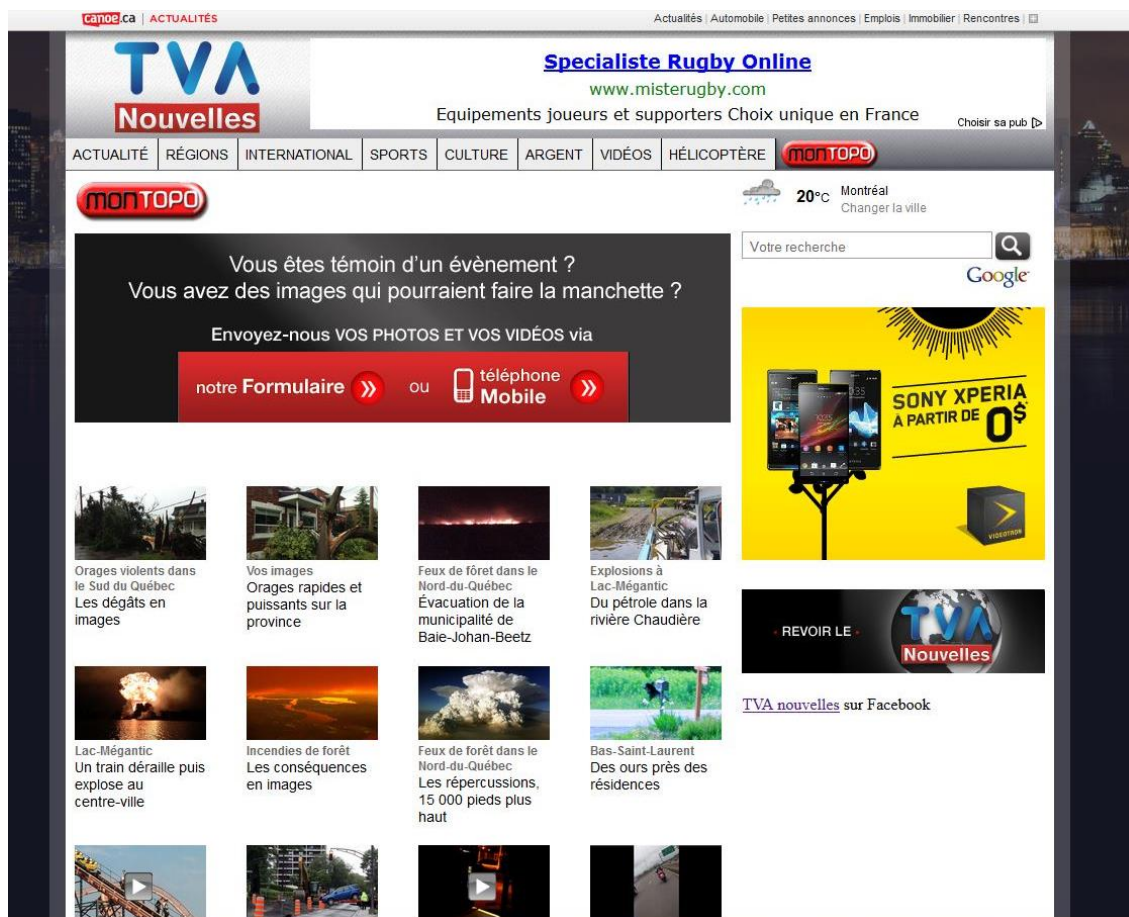 canoe.ca | ACTUALITÉS
Actualités | Automobile | Petites annonces | Emplois | Immobilier | Rencontres |
TVA
Nouvelles
Specialiste Rugby Online
www.misterugby.com
Equipements joueurs et supporters Choix unique en France
Choisir sa pub
ACTUALITÉ RÉGIONS INTERNATIONAL SPORTS CULTURE ARGENT VIDÉOS HÉLICOPTÈRE MONTOPO
MONTOPO
20°C
Montréal
Changer la ville
Votre recherche
Google
Vous êtes témoin d'un évènement ?
Vous avez des images qui pourraient faire la manchette ?
Envoyez-nous VOS PHOTOS ET VOS VIDÉOS via
notre Formulaire ou téléphone
Mobile
SONY XPERIA
À PARTIR DE 0$
VIDEOTRON
Orages violents dans
le Sud du Québec
Les dégâts en
images
Vos images
Orages rapides et
puissants sur la
province
Feux de fôret dans le
Nord-du-Québec
Évacuation de la
municipalité de
Baie-Johan-Beetz
Explosions à
Lac-Mégantic
Du pétrole dans la
rivière Chaudière
REVOIR LE
TVA
Nouvelles
TVA nouvelles sur Facebook
Lac-Mégantic
Un train déraille puis
explose au
centre-ville
Incendies de forêt
Les conséquences
en images
Feux de forêt dans le
Nord-du-Québec
Les répercussions,
15 000 pieds plus
haut
Bas-Saint-Laurent
Des ours près des
résidences